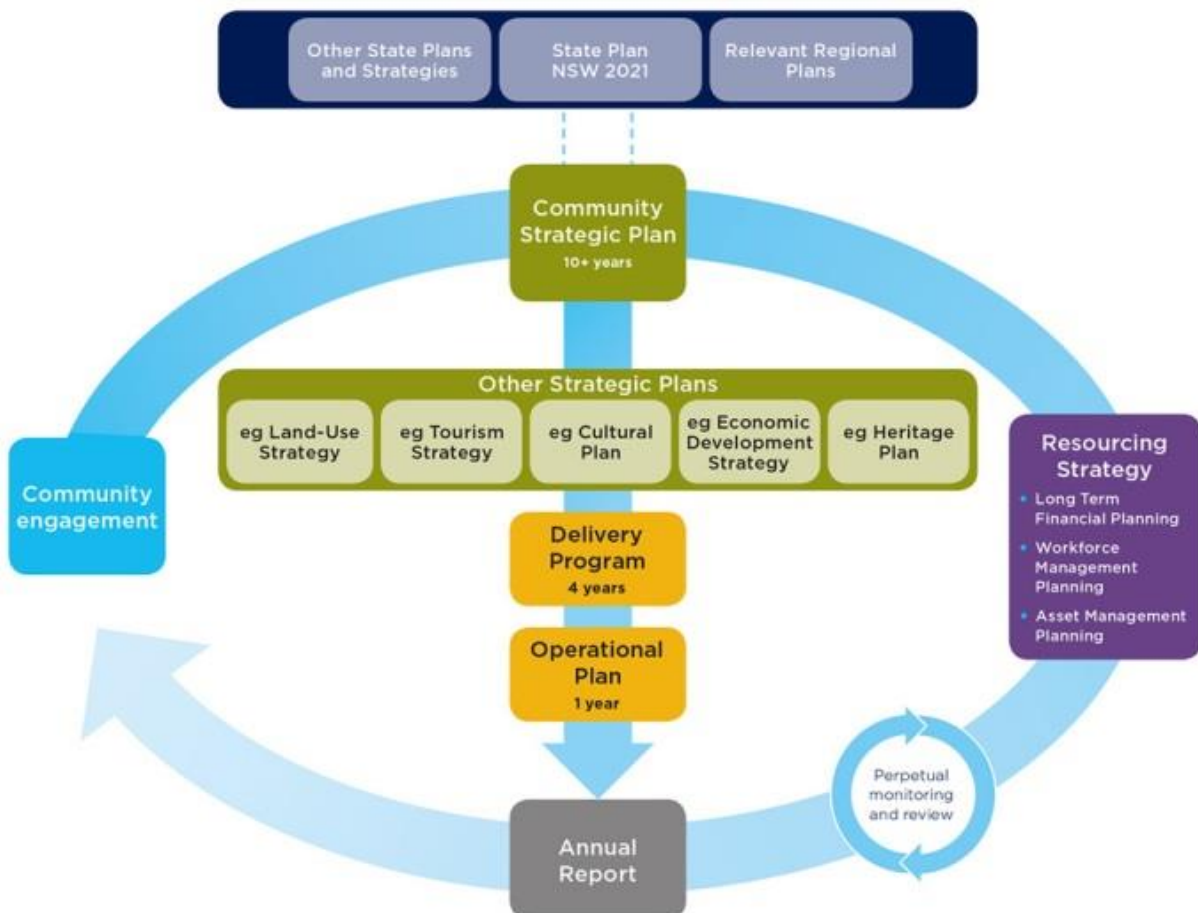 Other State Plans
and Strategies
State Plan
NSW 2021
Relevant Regional
Plans
Community
Strategic Plan
10+ years
Other Strategic Plans
eg Land-Use
Strategy
eg Tourism
Strategy
eg Cultural
Plan
eg Economic
Development
Strategy
eg Heritage
Plan
Community
engagement
Resourcing
Strategy
• Long Term
Financial Planning
• Workforce
Management
Planning
• Asset Management
Planning
Delivery
Program
4 years
Operational
Plan
1 year
Perpetual
monitoring
and review
Annual
Report